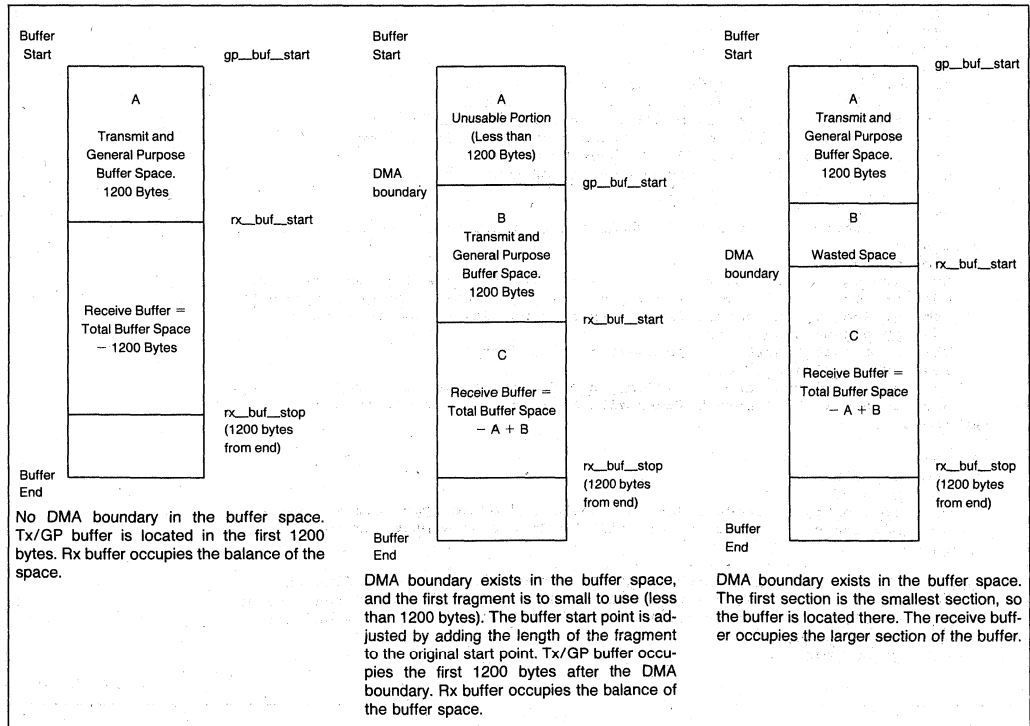 Buffer
Start
gp__buf__start
A
Transmit and
General Purpose
Buffer Space.
1200 Bytes
rx__buf__start
Receive Buffer =
Total Buffer Space
− 1200 Bytes
rx__buf__stop
(1200 bytes
from end)
Buffer
End
No DMA boundary in the buffer space.
Tx/GP buffer is located in the first 1200
bytes. Rx buffer occupies the balance of the
space.
Buffer
Start
A
Unusable Portion
(Less than
1200 Bytes)
DMA
boundary
gp__buf__start
B
Transmit and
General Purpose
Buffer Space.
1200 Bytes
rx__buf__start
C
Receive Buffer =
Total Buffer Space
− A + B
rx__buf__stop
(1200 bytes
from end)
Buffer
End
DMA boundary exists in the buffer space,
and the first fragment is to small to use (less
than 1200 bytes). The buffer start point is ad-
justed by adding the length of the fragment
to the original start point. Tx/GP buffer occu-
pies the first 1200 bytes after the DMA
boundary. Rx buffer occupies the balance of
the buffer space.
Buffer
Start
gp__buf__start
A
Transmit and
General Purpose
Buffer Space.
1200 Bytes
B
Wasted Space
DMA
boundary
rx__buf__start
C
Receive Buffer =
Total Buffer Space
− A + B
rx__buf__stop
(1200 bytes
from end)
Buffer
End
DMA boundary exists in the buffer space.
The first section is the smallest section, so
the buffer is located there. The receive buff-
er occupies the larger section of the buffer.